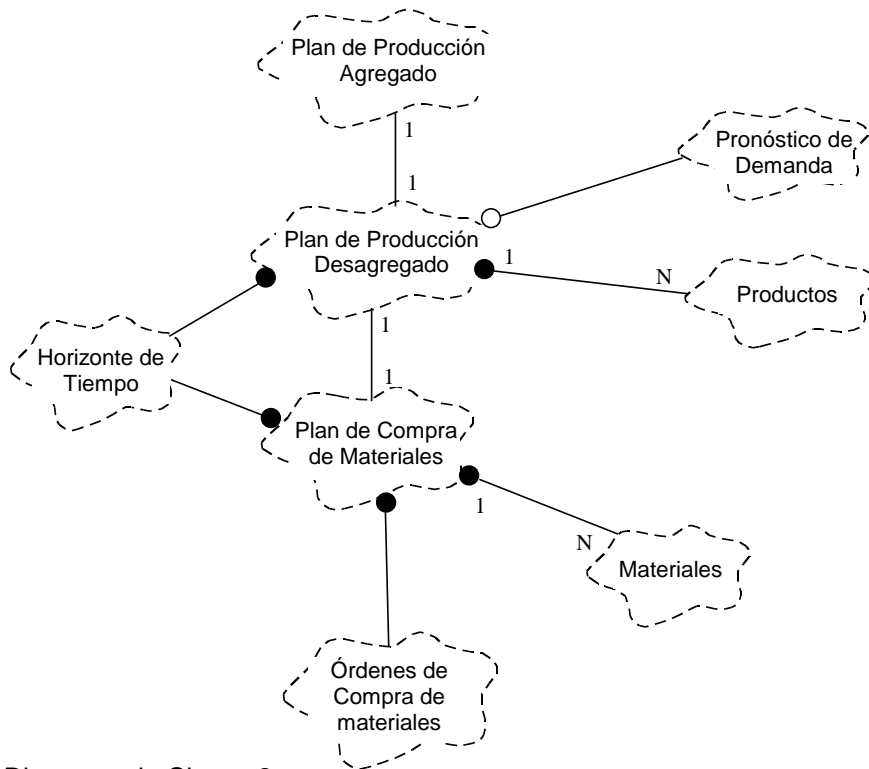 Plan de Producción
Agregado
1
1
Pronóstico de
Demanda
Plan de Producción
Desagregado
1
N
Productos
1
1
Horizonte de
Tiempo
Plan de Compra
de Materiales
1
N
Materiales
Órdenes de
Compra de
materiales